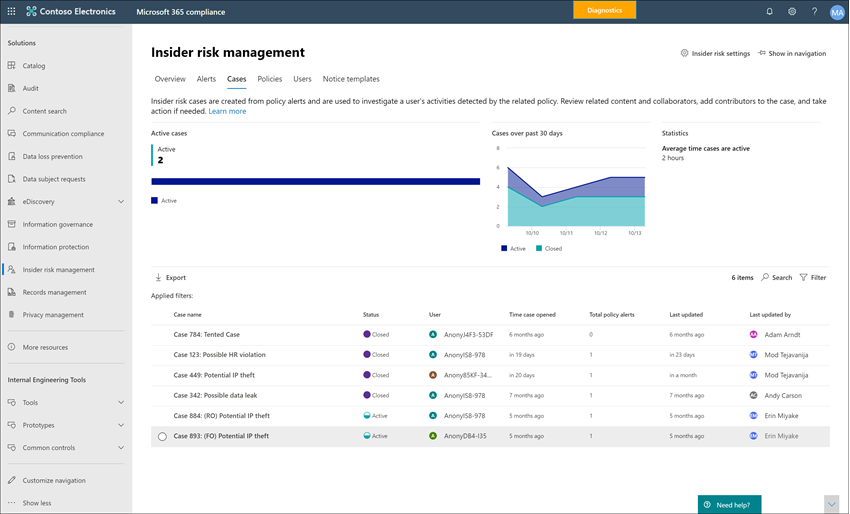 Contoso Electronics
Microsoft 365 compliance
Diagnostics
?
MA
Solutions
Catalog
Audit
Content search
Communication compliance
Data loss prevention
Data subject requests
eDiscovery
Information governance
Information protection
Insider risk management
Records management
Privacy management
More resources
Internal Engineering Tools
Tools
Prototypes
Common controls
Customize navigation
Show less
Insider risk management
Insider risk settings
Show in navigation
Overview Alerts Cases Policies Users Notice templates
Insider risk cases are created from policy alerts and are used to investigate a user's activities detected by the related policy. Review related content and collaborators, add contributors to the case, and take
action if needed. Learn more
Active cases
Active
2
Active
Cases over past 30 days
8
6
4
2
0
10/10 10/11 10/12 10/13
Active Closed
Statistics
Average time cases are active
2 hours
Export
6 items Search Filter
Applied filters:
Case name Status User Time case opened Total policy alerts Last updated Last updated by
Case 784: Tented Case Closed A AnonyJ4F3-53DF 6 months ago 0 6 months ago AA Adam Arndt
Case 123: Possible HR violation Closed A AnonyIS8-978 in 19 days 1 in 23 days MT Mod Tejavanija
Case 449: Potential IP theft Closed A Anony85KF-34... in 20 days 1 in a month MT Mod Tejavanija
Case 342: Possible data leak Closed A AnonyIS8-978 7 months ago 1 7 months ago AC Andy Carson
Case 884: (RO) Potential IP theft Active A AnonyIS8-978 5 months ago 1 5 months ago EM Erin Miyake
Case 893: (FO) Potential IP theft Active A AnonyDB4-I35 5 months ago 1 5 months ago EM Erin Miyake
Need help?